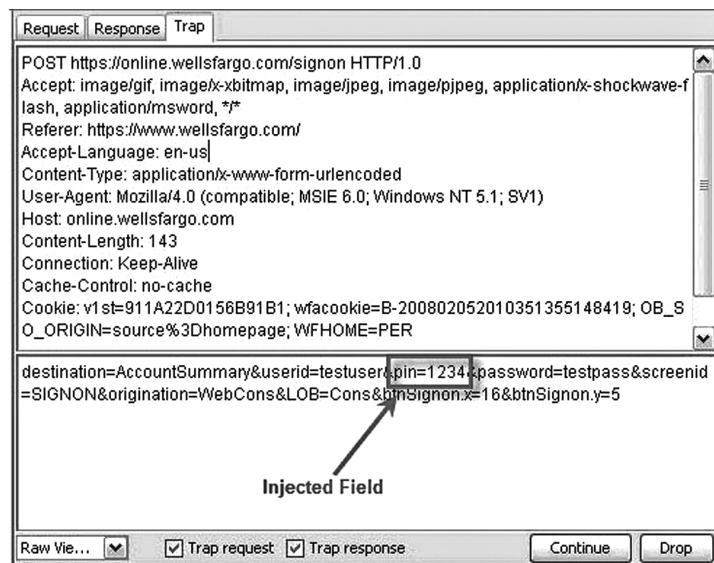 Request Response Trap
POST https://online.wellsfargo.com/signon HTTP/1.0
Accept: image/gif, image/x-xbitmap, image/jpeg, image/pjpeg, application/x-shockwave-f
lash, application/msword, */*
Referer: https://www.wellsfargo.com/
Accept-Language: en-us
Content-Type: application/x-www-form-urlencoded
User-Agent: Mozilla/4.0 (compatible; MSIE 6.0; Windows NT 5.1; SV1)
Host: online.wellsfargo.com
Content-Length: 143
Connection: Keep-Alive
Cache-Control: no-cache
Cookie: v1st=911A22D0156B91B1; wfacookie=B-200802052010351355148419; OB_S
O_ORIGIN=source%3Dhomepage; WFHOME=PER
destination=AccountSummary&userid=testuser&pin=1234&password=testpass&screenid
=SIGNON&origination=WebCons&LOB=Cons&btnSignon.x=16&btnSignon.y=5
Injected Field
Raw Vie... Trap request Trap response Continue Drop